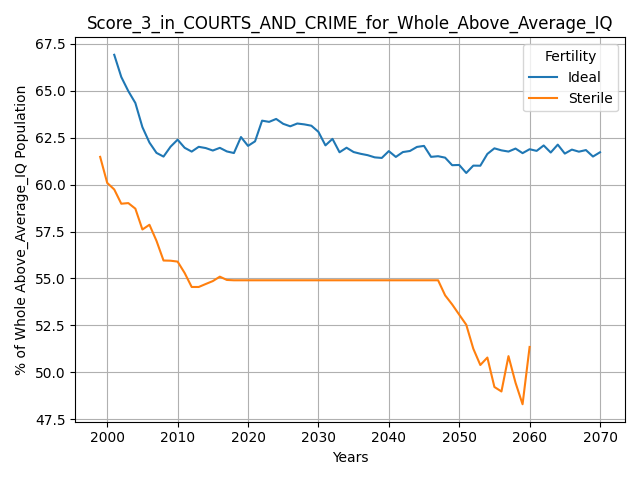 Score_3_in_COURTS_AND_CRIME_for_Whole_Above_Average_IQ
Fertility
Ideal
Sterile
% of Whole Above_Average_IQ Population
67.5
65.0
62.5
60.0
57.5
55.0
52.5
50.0
47.5
2000 2010 2020 2030 2040 2050 2060 2070
Years